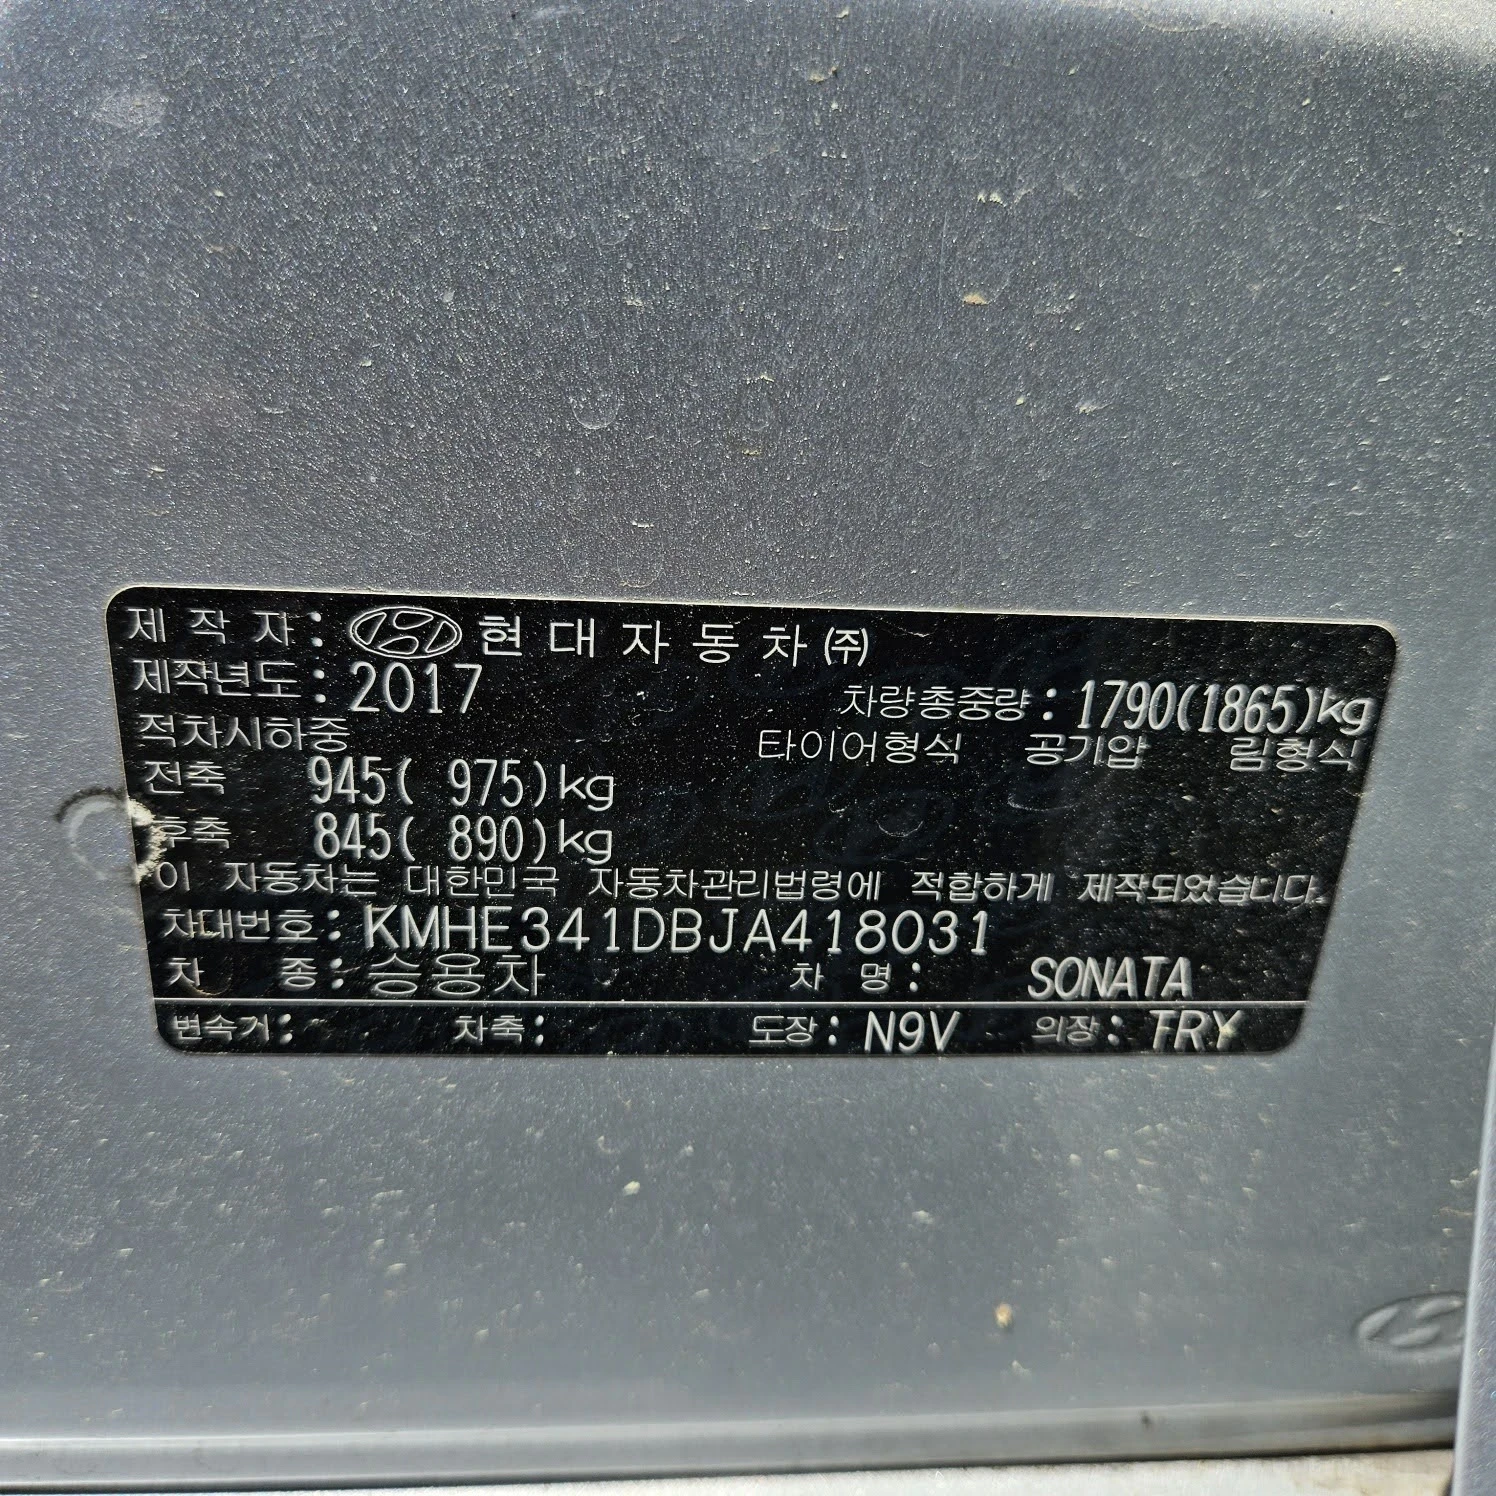 제 작 자 : 현 대 자 동 차 ㈜
제작년도 : 2017
차량총중량 : 1790(1865)kg
적차시하중
타이어형식 공기압 림형식
전축 945( 975)kg
후축 845( 890)kg
이 자동차는 대한민국 자동차관리법령에 적합하게 제작되었습니다.
차대번호 : KMHE341DBJA418031
차 종 : 승용차 차 명 : SONATA
변속기 : 차축 : 도장 : N9V 의장 : TRY